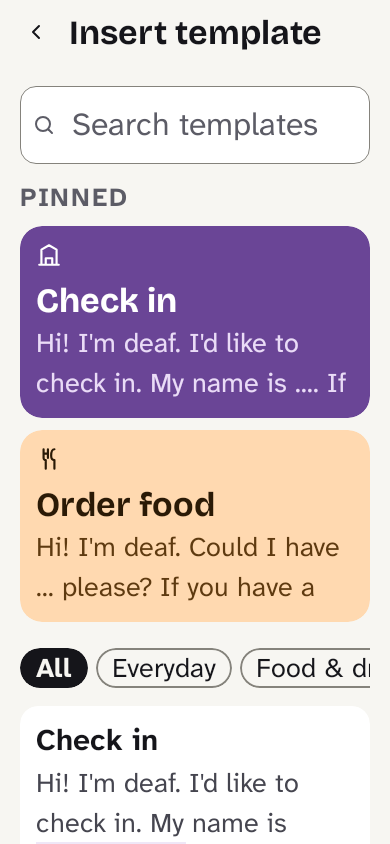 Insert template
Search templates
PINNED
Check in
Hi! I'm deaf. I'd like to
check in. My name is .... If
Order food
Hi! I'm deaf. Could I have
... please? If you have a
All
Everyday
Food & dr
Check in
Hi! I'm deaf. I'd like to
check in. My name is